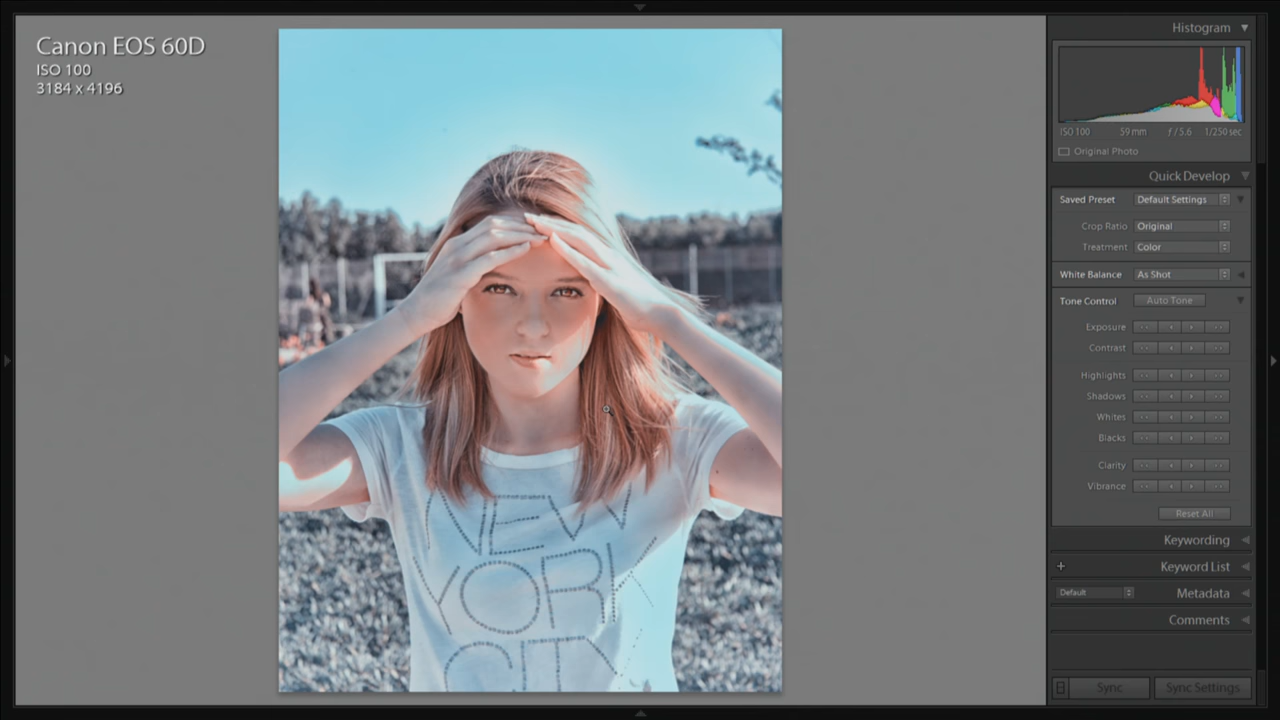 Canon EOS 60D
ISO 100
3184 x 4196
NEW
YORK
CITY
Histogram
ISO 100 59 mm ƒ / 5.6 1/250 sec
Original Photo
Quick Develop
Saved Preset Default Settings
Crop Ratio Original
Treatment Color
White Balance As Shot
Tone Control Auto Tone
Exposure
Contrast
Highlights
Shadows
Whites
Blacks
Clarity
Vibrance
Reset All
Keywording
+ Keyword List
Default Metadata
Comments
Sync Sync Settings